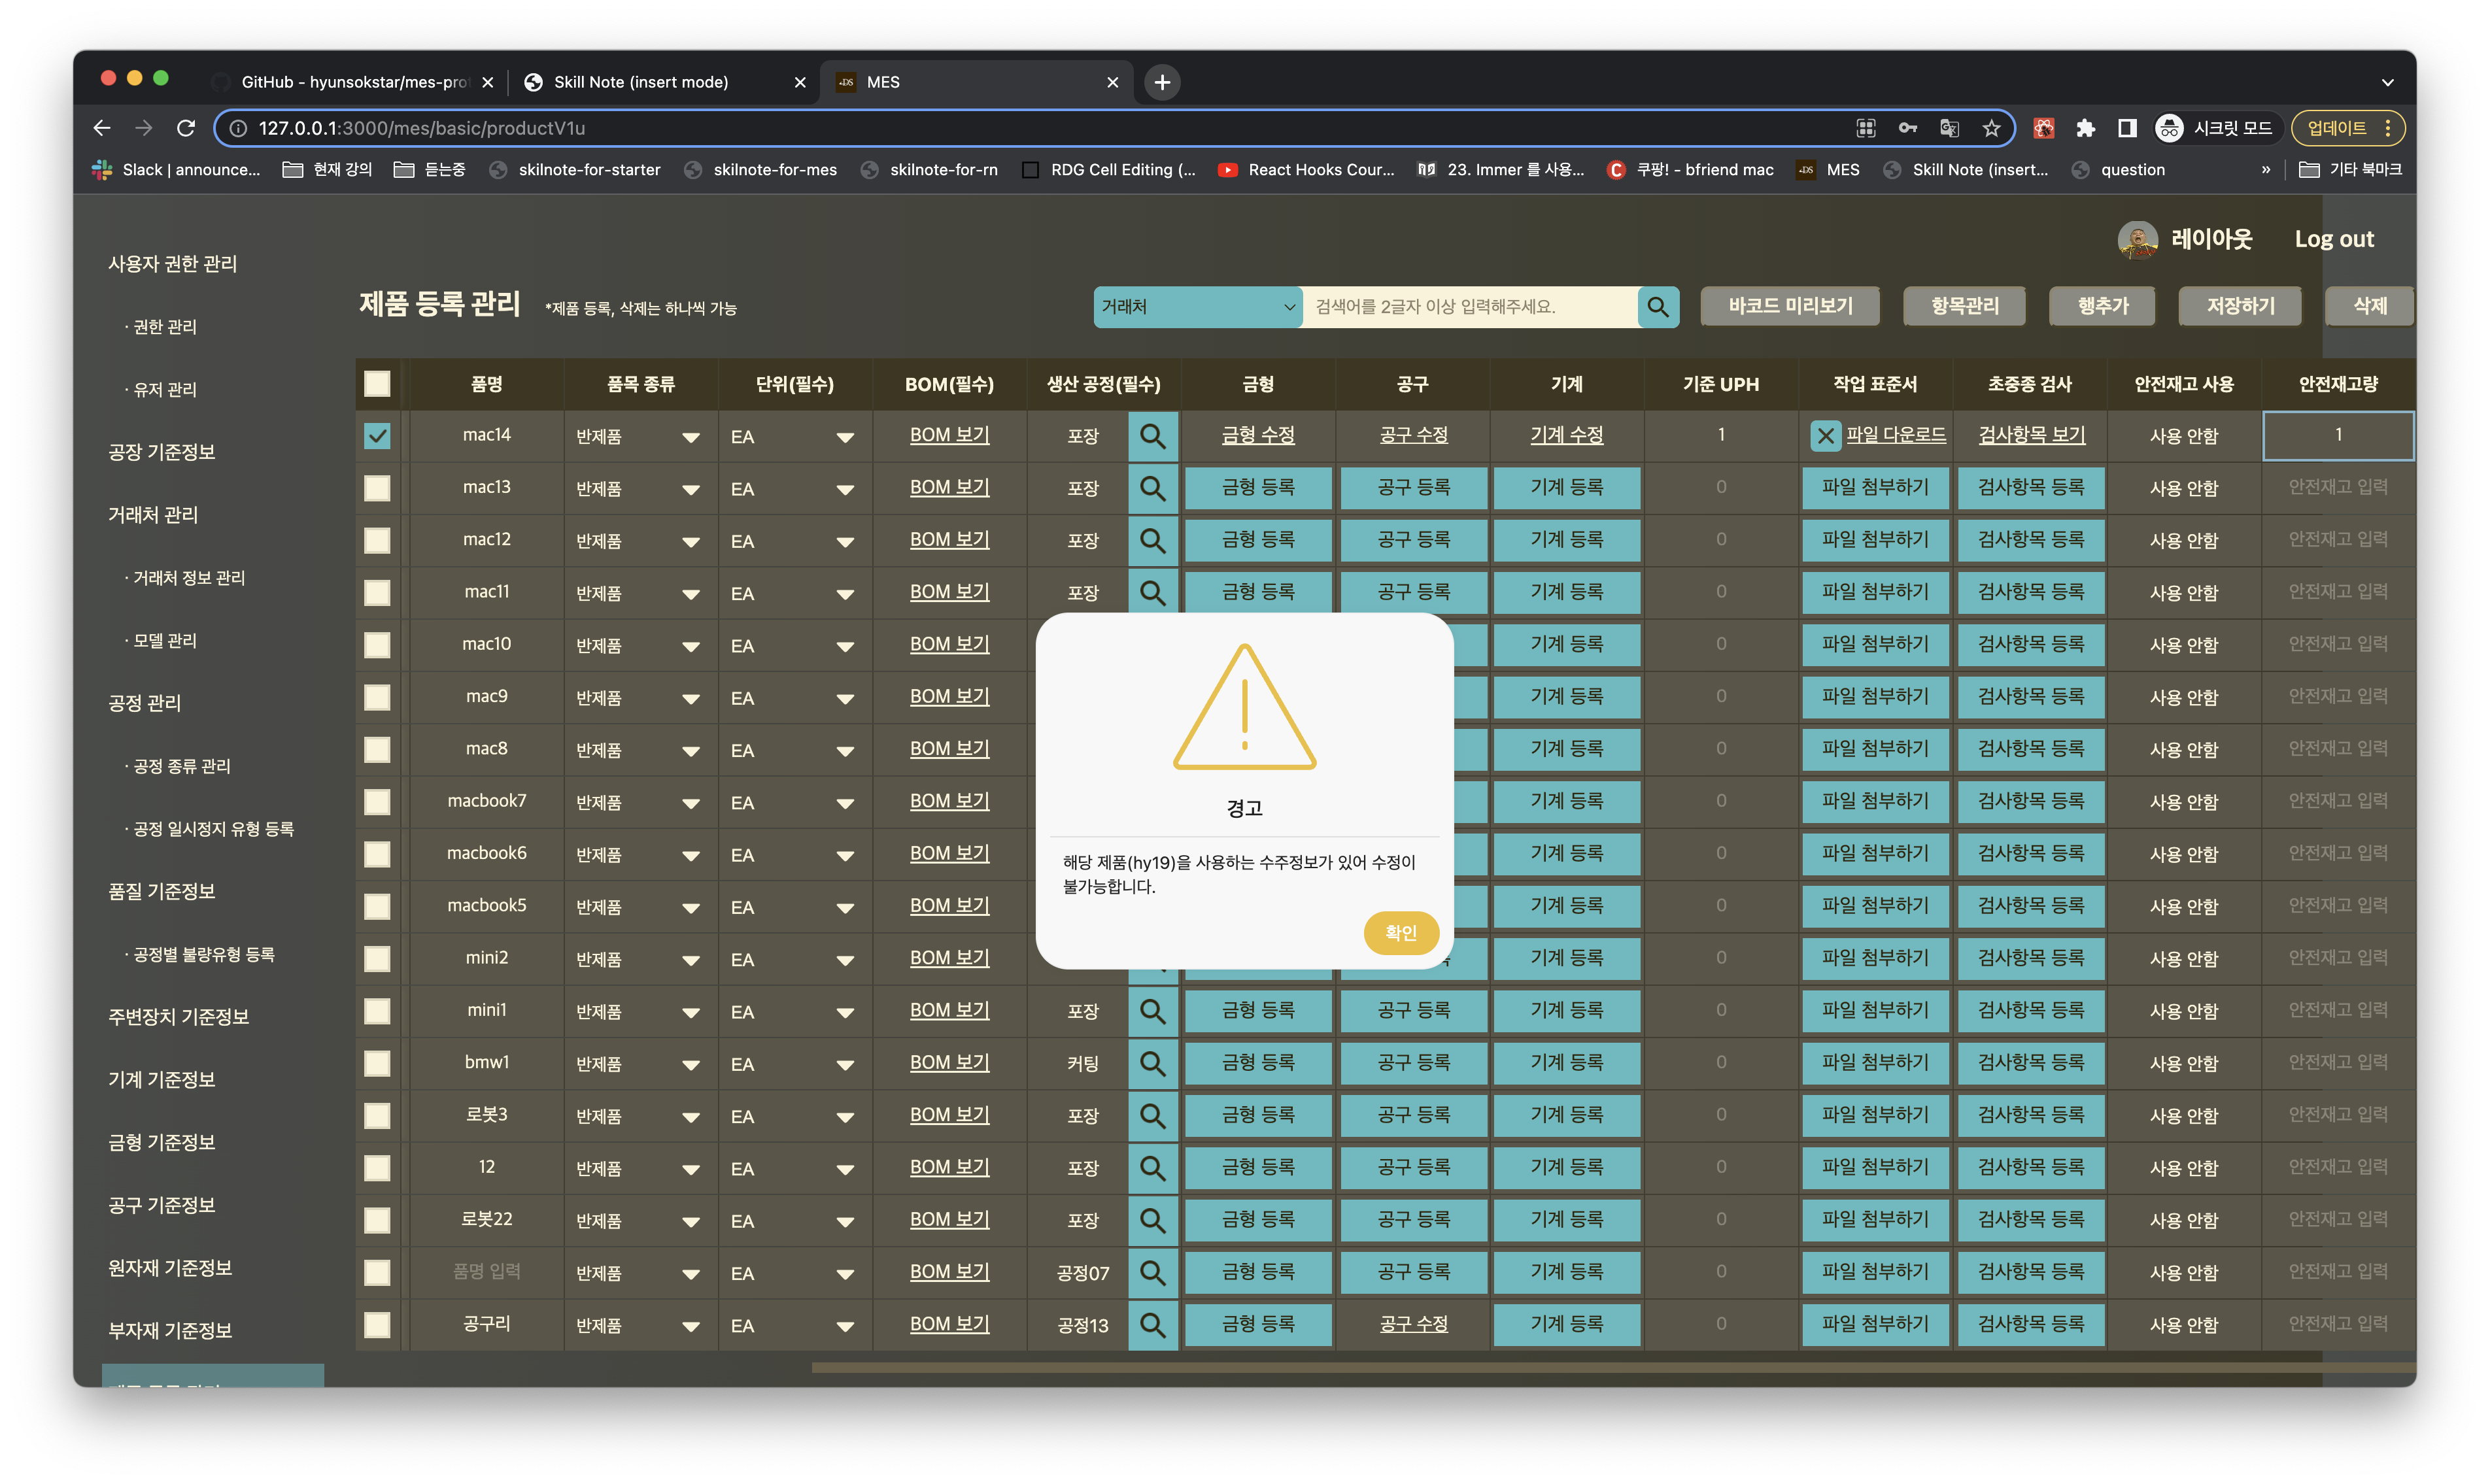 GitHub - hyunsokstar/mes-pro
Skill Note (insert mode)
MES
127.0.0.1:3000/mes/basic/productV1u
시크릿 모드
업데이트
Slack | announce...
현재 강의
듣는중
skilnote-for-starter
skilnote-for-mes
skilnote-for-rn
RDG Cell Editing (...
React Hooks Cour...
23. Immer 를 사용...
쿠팡! - bfriend mac
MES
Skill Note (insert...
question
»
기타 북마크
레이아웃
Log out
사용자 권한 관리
· 권한 관리
· 유저 관리
공장 기준정보
거래처 관리
· 거래처 정보 관리
· 모델 관리
공정 관리
· 공정 종류 관리
· 공정 일시정지 유형 등록
품질 기준정보
· 공정별 불량유형 등록
주변장치 기준정보
기계 기준정보
금형 기준정보
공구 기준정보
원자재 기준정보
부자재 기준정보
제품 등록 관리 *제품 등록, 삭제는 하나씩 가능
거래처 검색어를 2글자 이상 입력해주세요.
바코드 미리보기 항목관리 행추가 저장하기 삭제
품명 품목 종류 단위(필수) BOM(필수) 생산 공정(필수) 금형 공구 기계 기준 UPH 작업 표준서 초중종 검사 안전재고 사용 안전재고량
mac14 반제품 EA BOM 보기 포장 금형 수정 공구 수정 기계 수정 1 파일 다운로드 검사항목 보기 사용 안함 1
mac13 반제품 EA BOM 보기 포장 금형 등록 공구 등록 기계 등록 0 파일 첨부하기 검사항목 등록 사용 안함 안전재고 입력
mac12 반제품 EA BOM 보기 포장 금형 등록 공구 등록 기계 등록 0 파일 첨부하기 검사항목 등록 사용 안함 안전재고 입력
mac11 반제품 EA BOM 보기 포장 금형 등록 공구 등록 기계 등록 0 파일 첨부하기 검사항목 등록 사용 안함 안전재고 입력
mac10 반제품 EA BOM 보기 기계 등록 0 파일 첨부하기 검사항목 등록 사용 안함 안전재고 입력
mac9 반제품 EA BOM 보기 기계 등록 0 파일 첨부하기 검사항목 등록 사용 안함 안전재고 입력
mac8 반제품 EA BOM 보기 기계 등록 0 파일 첨부하기 검사항목 등록 사용 안함 안전재고 입력
macbook7 반제품 EA BOM 보기 기계 등록 0 파일 첨부하기 검사항목 등록 사용 안함 안전재고 입력
macbook6 반제품 EA BOM 보기 기계 등록 0 파일 첨부하기 검사항목 등록 사용 안함 안전재고 입력
macbook5 반제품 EA BOM 보기 기계 등록 0 파일 첨부하기 검사항목 등록 사용 안함 안전재고 입력
mini2 반제품 EA BOM 보기 기계 등록 0 파일 첨부하기 검사항목 등록 사용 안함 안전재고 입력
mini1 반제품 EA BOM 보기 포장 금형 등록 공구 등록 기계 등록 0 파일 첨부하기 검사항목 등록 사용 안함 안전재고 입력
bmw1 반제품 EA BOM 보기 커팅 금형 등록 공구 등록 기계 등록 0 파일 첨부하기 검사항목 등록 사용 안함 안전재고 입력
로봇3 반제품 EA BOM 보기 포장 금형 등록 공구 등록 기계 등록 0 파일 첨부하기 검사항목 등록 사용 안함 안전재고 입력
12 반제품 EA BOM 보기 포장 금형 등록 공구 등록 기계 등록 0 파일 첨부하기 검사항목 등록 사용 안함 안전재고 입력
로봇22 반제품 EA BOM 보기 포장 금형 등록 공구 등록 기계 등록 0 파일 첨부하기 검사항목 등록 사용 안함 안전재고 입력
품명 입력 반제품 EA BOM 보기 공정07 금형 등록 공구 등록 기계 등록 0 파일 첨부하기 검사항목 등록 사용 안함 안전재고 입력
공구리 반제품 EA BOM 보기 공정13 금형 등록 공구 수정 기계 등록 0 파일 첨부하기 검사항목 등록 사용 안함 안전재고 입력
경고
해당 제품(hy19)을 사용하는 수주정보가 있어 수정이
불가능합니다.
확인